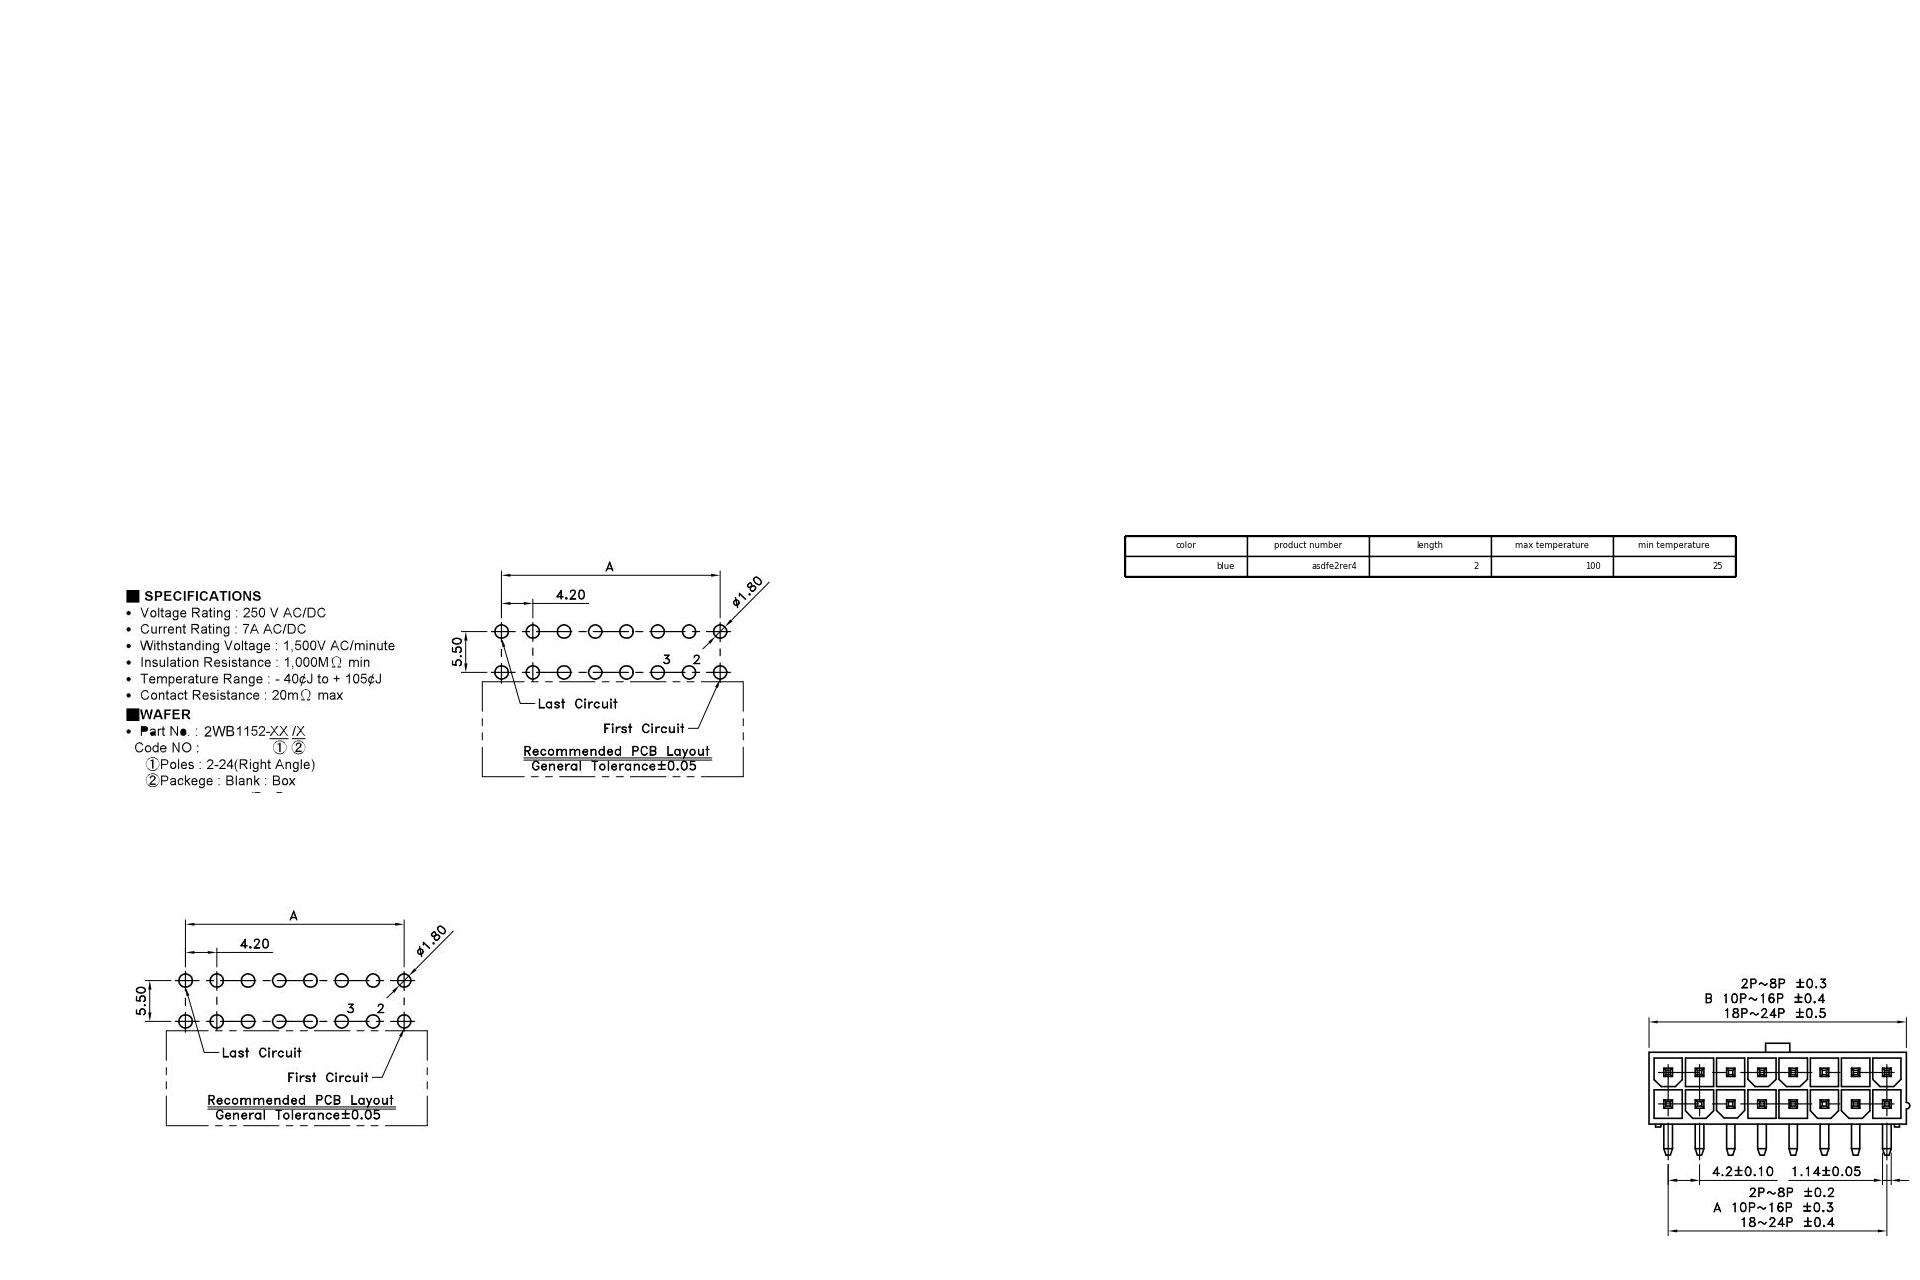 color product number length max temperature min temperature
blue asdfe2rer4 2 100 25
■ SPECIFICATIONS
• Voltage Rating : 250 V AC/DC
• Current Rating : 7A AC/DC
• Withstanding Voltage : 1,500V AC/minute
• Insulation Resistance : 1,000MΩ min
• Temperature Range : - 40¢J to + 105¢J
• Contact Resistance : 20mΩ max
■WAFER
• Part No. : 2WB1152-XX /X
Code NO : ① ②
①Poles : 2-24(Right Angle)
②Packege : Blank : Box
A
4.20
ø1.80
5.50
3 2
Last Circuit
First Circuit
Recommended PCB Layout
General Tolerance±0.05
A
4.20
ø1.80
5.50
3 2
Last Circuit
First Circuit
Recommended PCB Layout
General Tolerance±0.05
2P~8P ±0.3
B 10P~16P ±0.4
18P~24P ±0.5
4.2±0.10 1.14±0.05
2P~8P ±0.2
A 10P~16P ±0.3
18~24P ±0.4